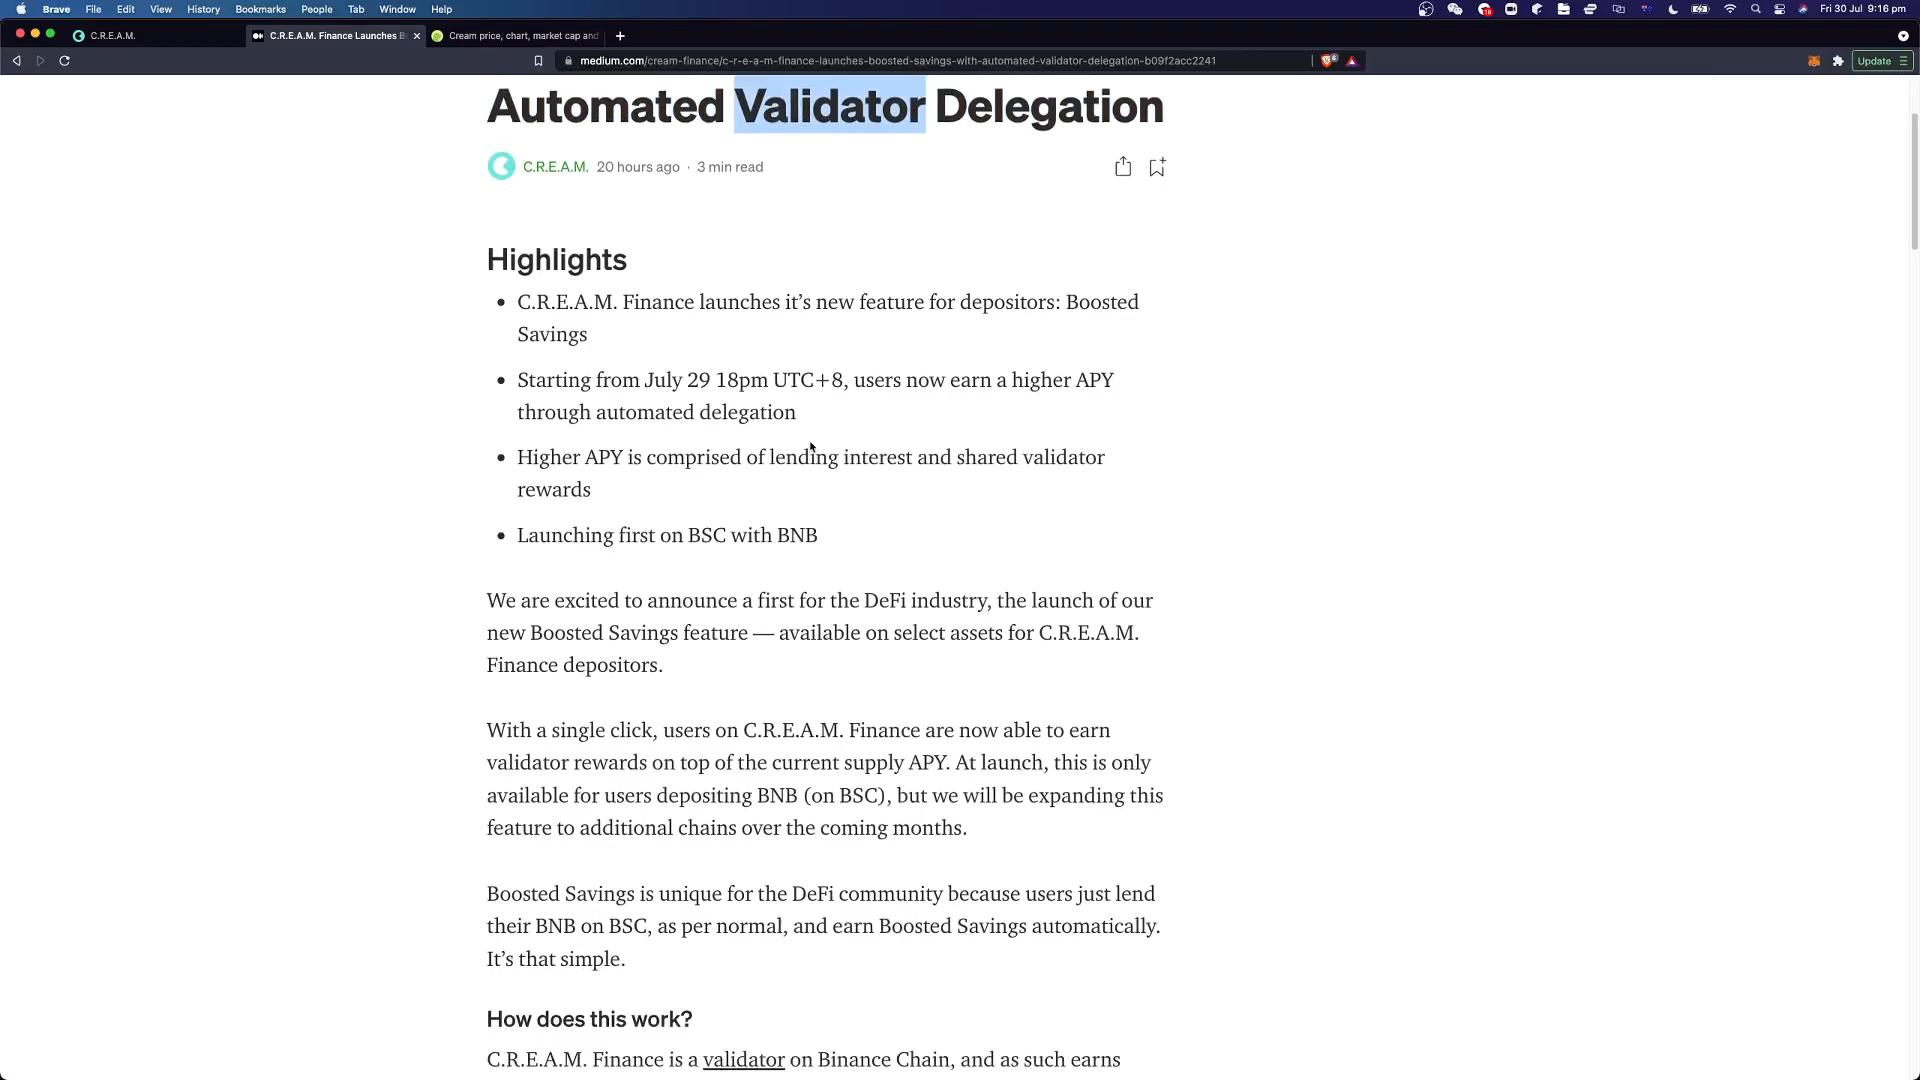 Brave File Edit View History Bookmarks People Tab Window Help
18
Fri 30 Jul 9:16 pm
C.R.E.A.M.
C.R.E.A.M. Finance Launches B
Cream price, chart, market cap and
medium.com/cream-finance/c-r-e-a-m-finance-launches-boosted-savings-with-automated-validator-delegation-b09f2acc2241
Update
Automated Validator Delegation
C.R.E.A.M. 20 hours ago · 3 min read
Highlights
C.R.E.A.M. Finance launches it’s new feature for depositors: Boosted
Savings
Starting from July 29 18pm UTC+8, users now earn a higher APY
through automated delegation
Higher APY is comprised of lending interest and shared validator
rewards
Launching first on BSC with BNB
We are excited to announce a first for the DeFi industry, the launch of our
new Boosted Savings feature — available on select assets for C.R.E.A.M.
Finance depositors.
With a single click, users on C.R.E.A.M. Finance are now able to earn
validator rewards on top of the current supply APY. At launch, this is only
available for users depositing BNB (on BSC), but we will be expanding this
feature to additional chains over the coming months.
Boosted Savings is unique for the DeFi community because users just lend
their BNB on BSC, as per normal, and earn Boosted Savings automatically.
It’s that simple.
How does this work?
C.R.E.A.M. Finance is a validator on Binance Chain, and as such earns